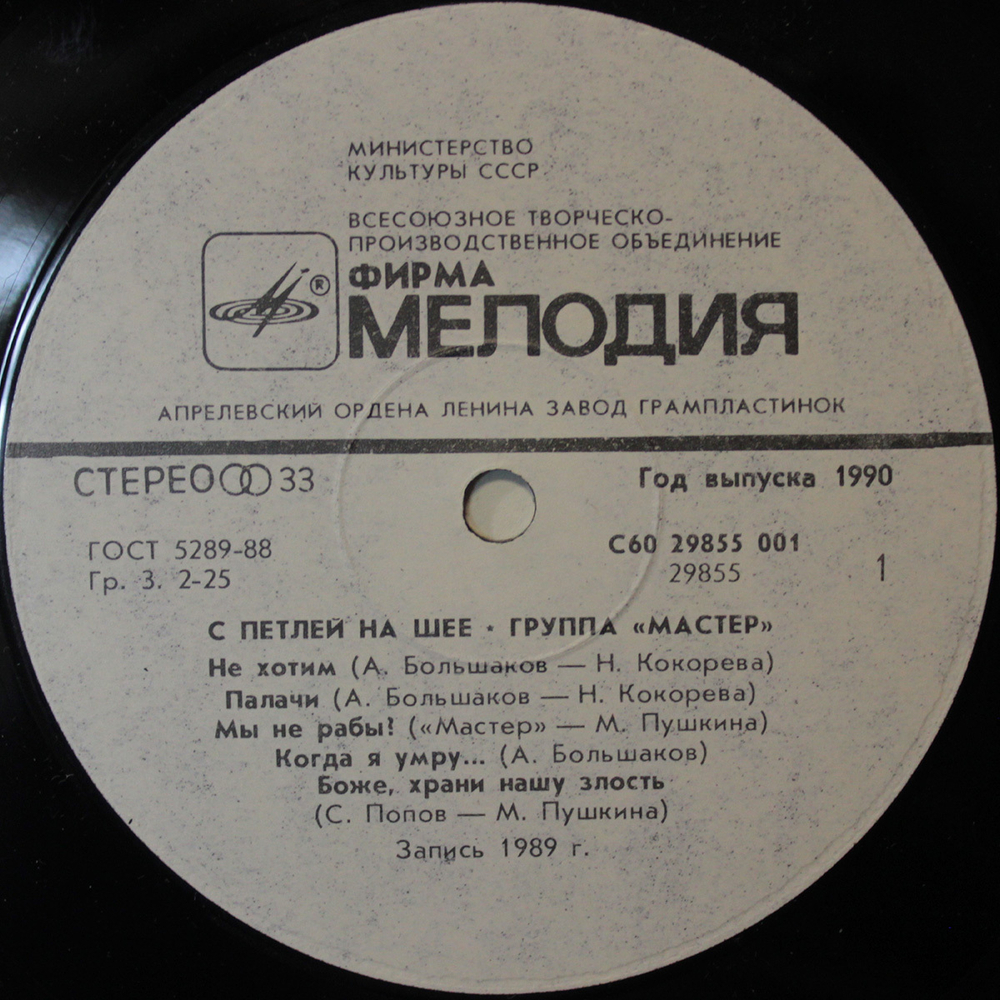 МИНИСТЕРСТВО
КУЛЬТУРЫ СССР
ВСЕСОЮЗНОЕ ТВОРЧЕСКО-
ПРОИЗВОДСТВЕННОЕ ОБЪЕДИНЕНИЕ
®
ФИРМА
МЕЛОДИЯ
АПРЕЛЕВСКИЙ ОРДЕНА ЛЕНИНА ЗАВОД ГРАМПЛАСТИНОК
СТЕРЕО 33
Год выпуска 1990
ГОСТ 5289-88
Гр. 3. 2-25
С60 29855 001
29855
1
С ПЕТЛЕЙ НА ШЕЕ • ГРУППА «МАСТЕР»
Не хотим (А. Большаков — Н. Кокорева)
Палачи (А. Большаков — Н. Кокорева)
Мы не рабы? («Мастер» — М. Пушкина)
Когда я умру... (А. Большаков)
Боже, храни нашу злость
(С. Попов — М. Пушкина)
Запись 1989 г.